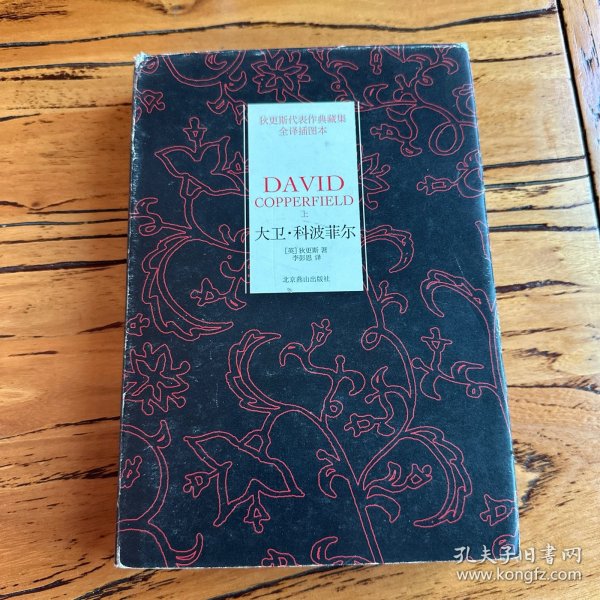 狄更斯代表作典藏集
全译插图本
DAVID
COPPERFIELD
上
大卫·科波菲尔
[英]狄更斯 著
李彭恩 译
北京燕山出版社
孔夫子旧书网
www.kongfz.com